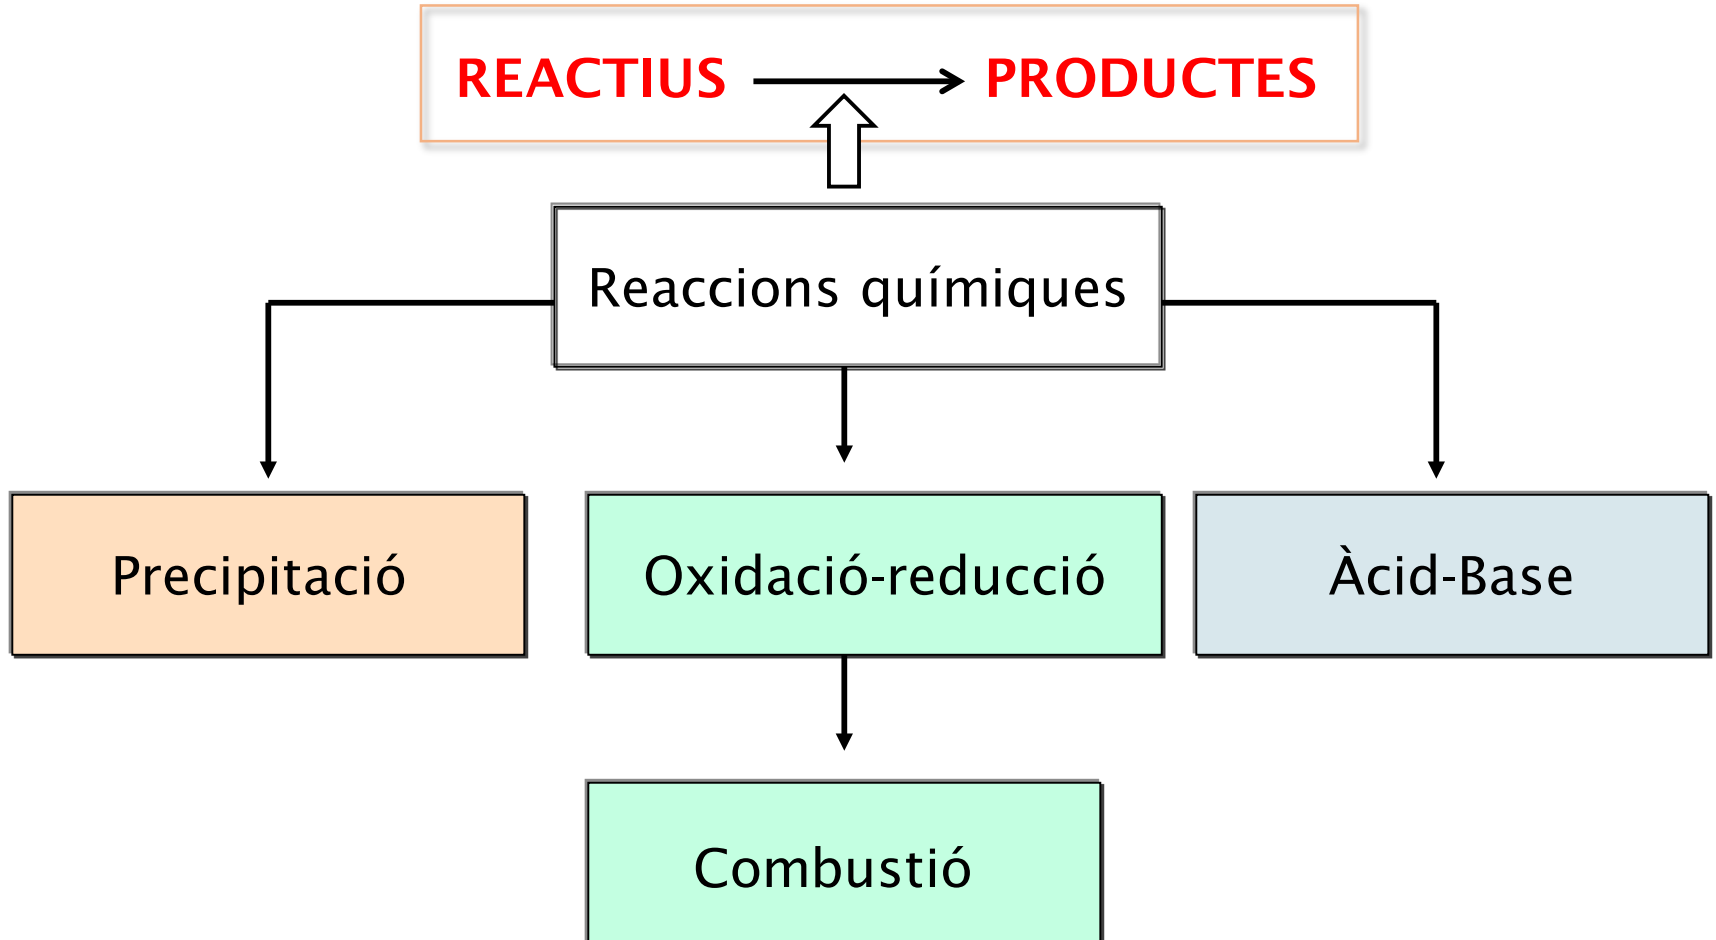 REACTIUS PRODUCTES
Reaccions químiques
Precipitació Oxidació-reducció Àcid-Base
Combustió